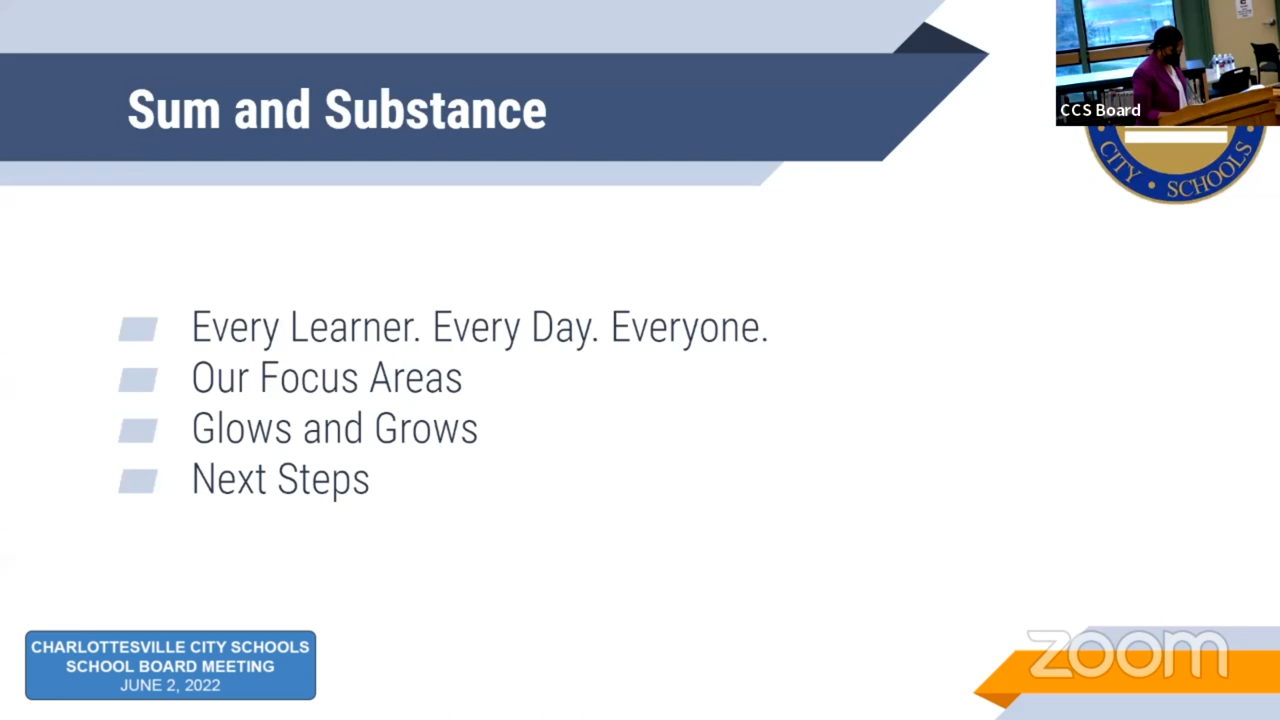 Sum and Substance
CCS Board
CITY • SCHOOLS
Every Learner. Every Day. Everyone.
Our Focus Areas
Glows and Grows
Next Steps
CHARLOTTESVILLE CITY SCHOOLS
SCHOOL BOARD MEETING
JUNE 2, 2022
zoom